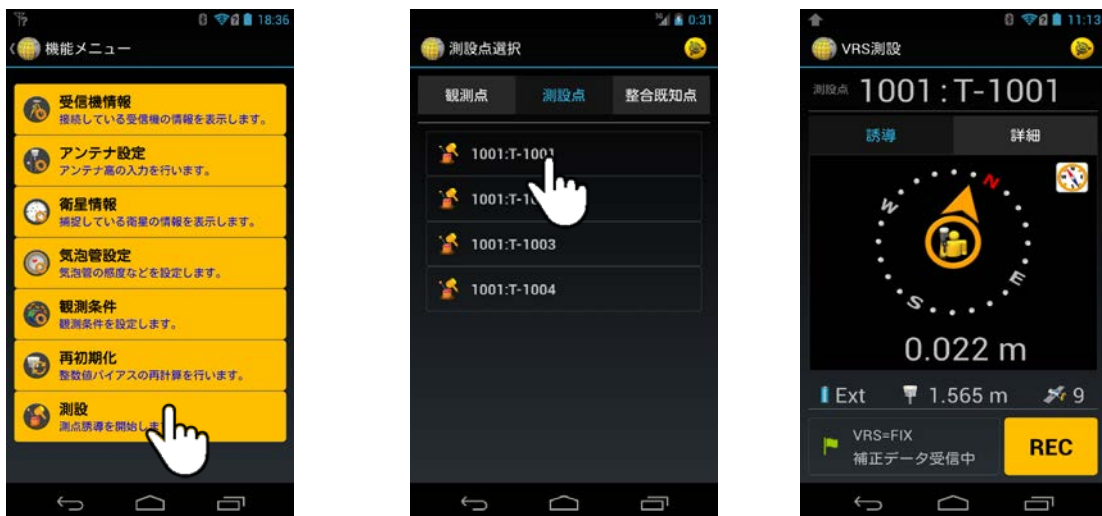 18:36
機能メニュー
受信機情報
接続している受信機の情報を表示します。
アンテナ設定
アンテナ高の入力を行います。
衛星情報
捕捉している衛星の情報を表示します。
気泡管設定
気泡管の感度などを設定します。
観測条件
観測条件を設定します。
再初期化
整数値バイアスの再計算を行います。
測設
測点誘導を開始しま
0:31
測設点選択
観測点 測設点 整合既知点
1001:T-1001
1001:T-1
1001:T-1003
1001:T-1004
11:13
VRS測設
測設点 1001:T-1001
誘導 詳細
N
W
E
S
0.022 m
Ext 1.565 m 9
VRS=FIX
補正データ受信中
REC